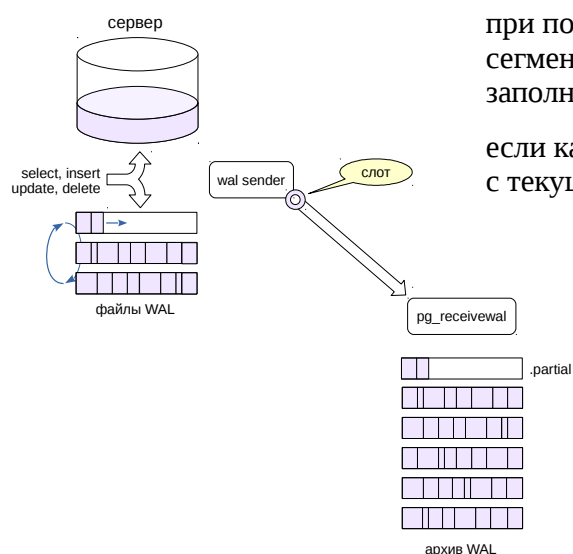 сервер
при по
сегмен
заполн
если ка
с текущ
select, insert
update, delete
wal sender
слот
файлы WAL
pg_receivewal
.partial
архив WAL